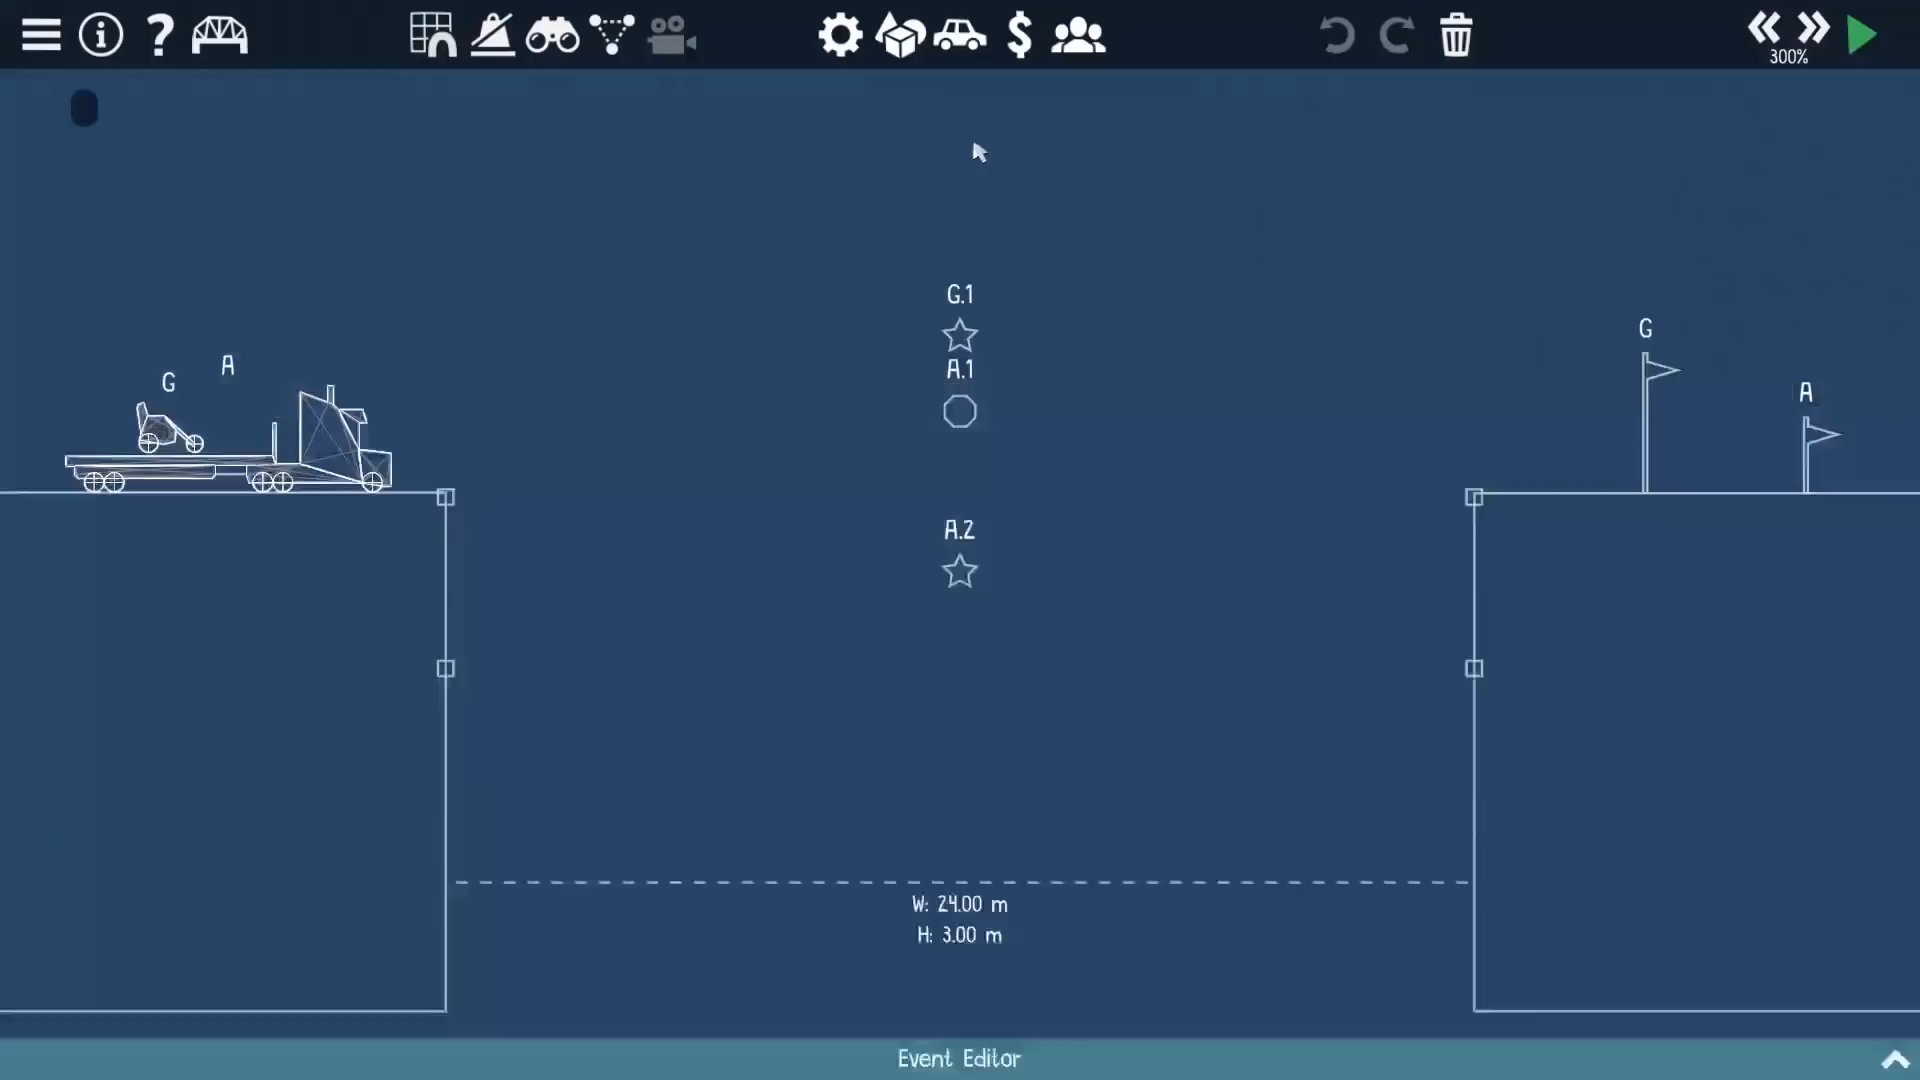 300%
G.1
A.1
G
A
G
A
A.2
W: 24.00 m
H: 3.00 m
Event Editor